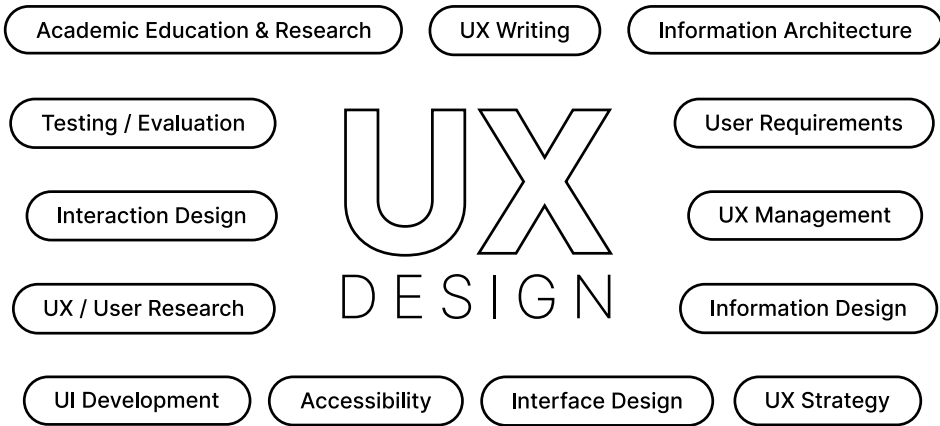 Academic Education & Research
UX Writing
Information Architecture
Testing / Evaluation
User Requirements
Interaction Design
UX Management
UX / User Research
Information Design
UX
DESIGN
UI Development
Accessibility
Interface Design
UX Strategy